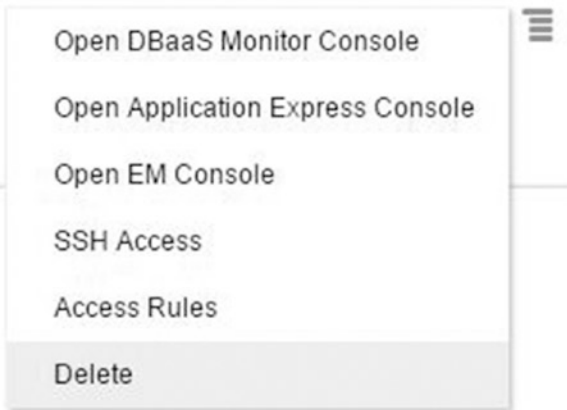 Open DBaaS Monitor Console
Open Application Express Console
Open EM Console
SSH Access
Access Rules
Delete